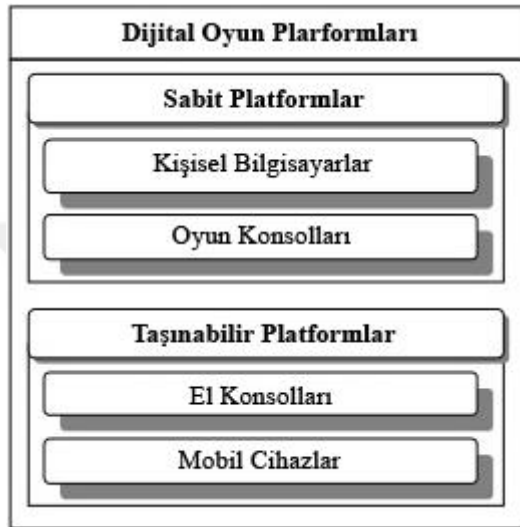 Dijital Oyun Plarformları
Sabit Platformlar
Kişisel Bilgisayarlar
Oyun Konsolları
Taşınabilir Platformlar
El Konsolları
Mobil Cihazlar